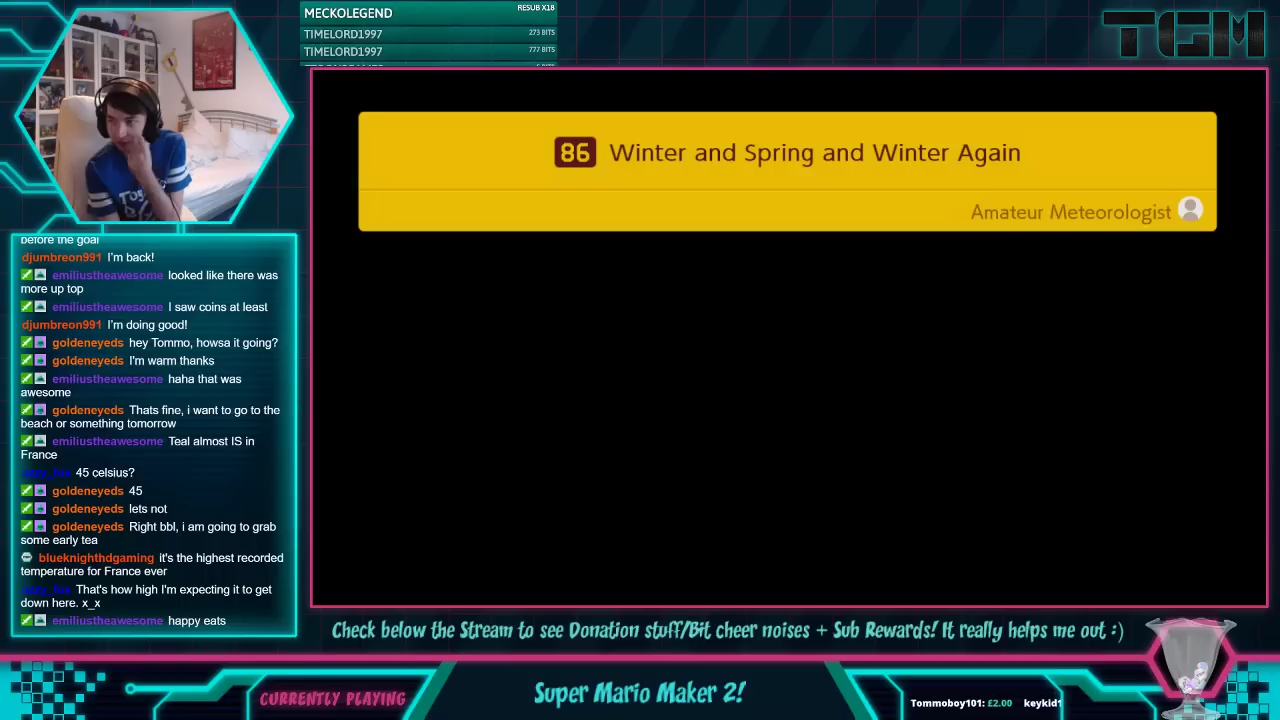 MECKOLEGEND RESUB X18
TIMELORD1997 273 BITS
TIMELORD1997 777 BITS
TGM
86 Winter and Spring and Winter Again
Amateur Meteorologist
before the goal
djumbreon991 I'm back!
emiliustheawesome looked like there was
more up top
emiliustheawesome I saw coins at least
djumbreon991 I'm doing good!
goldeneyeds hey Tommo, howsa it going?
goldeneyeds I'm warm thanks
emiliustheawesome haha that was
awesome
goldeneyeds Thats fine, i want to go to the
beach or something tomorrow
emiliustheawesome Teal almost IS in
France
45 celsius?
goldeneyeds 45
goldeneyeds lets not
goldeneyeds Right bbl, i am going to grab
some early tea
blueknighthdgaming it's the highest recorded
temperature for France ever
That's how high I'm expecting it to get
down here. x_x
emiliustheawesome happy eats
Check below the Stream to see Donation stuff/Bit cheer noises + Sub Rewards! It really helps me out :)
CURRENTLY PLAYING
Super Mario Maker 2!
Tommoboy101: £2.00 keykid1